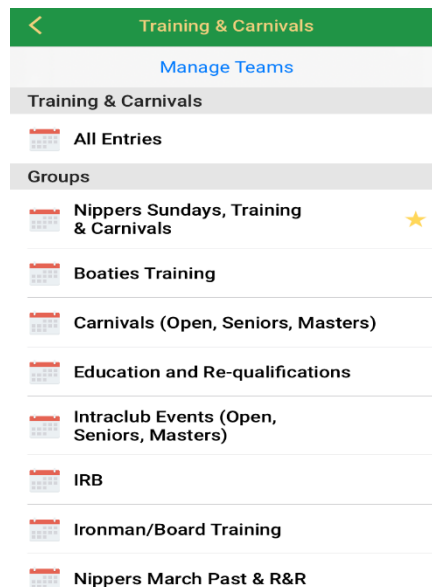 Training & Carnivals
Manage Teams
Training & Carnivals
All Entries
Groups
Nippers Sundays, Training
& Carnivals
Boaties Training
Carnivals (Open, Seniors, Masters)
Education and Re-qualifications
Intraclub Events (Open,
Seniors, Masters)
IRB
Ironman/Board Training
Nippers March Past & R&R